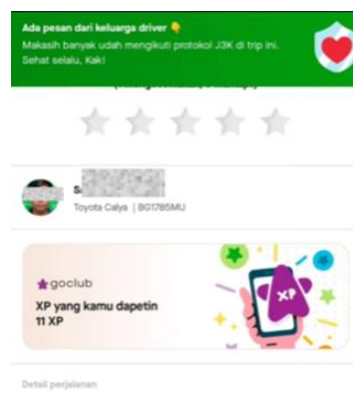 Ada pesan dari keluarga driver 👇
Makasih banyak udah mengikuti protokol J3K di trip ini.
Sehat selalu, Kak!
S
Toyota Calya | BG1785MU
goclub
XP yang kamu dapetin
11 XP
XP
Detail perjalanan